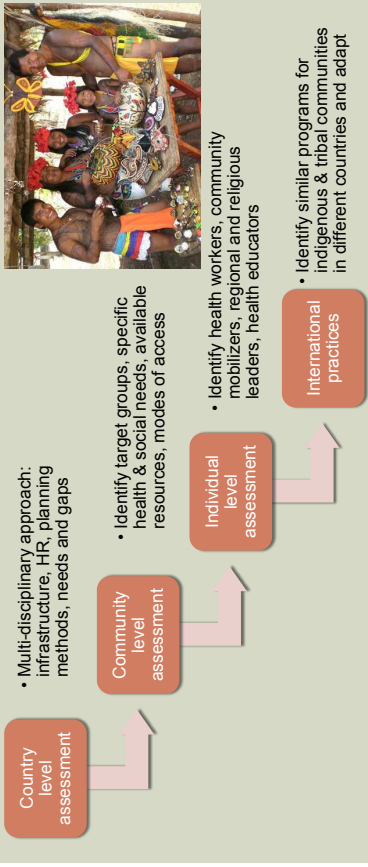 Country
level
assessment
• Multi-disciplinary approach:
infrastructure, HR, planning
methods, needs and gaps
Community
level
assessment
• Identify target groups, specific
health & social needs, available
resources, modes of access
Individual
level
assessment
• Identify health workers, community
mobilizers, regional and religious
leaders, health educators
International
practices
• Identify similar programs for
indigenous & tribal communities
in different countries and adapt